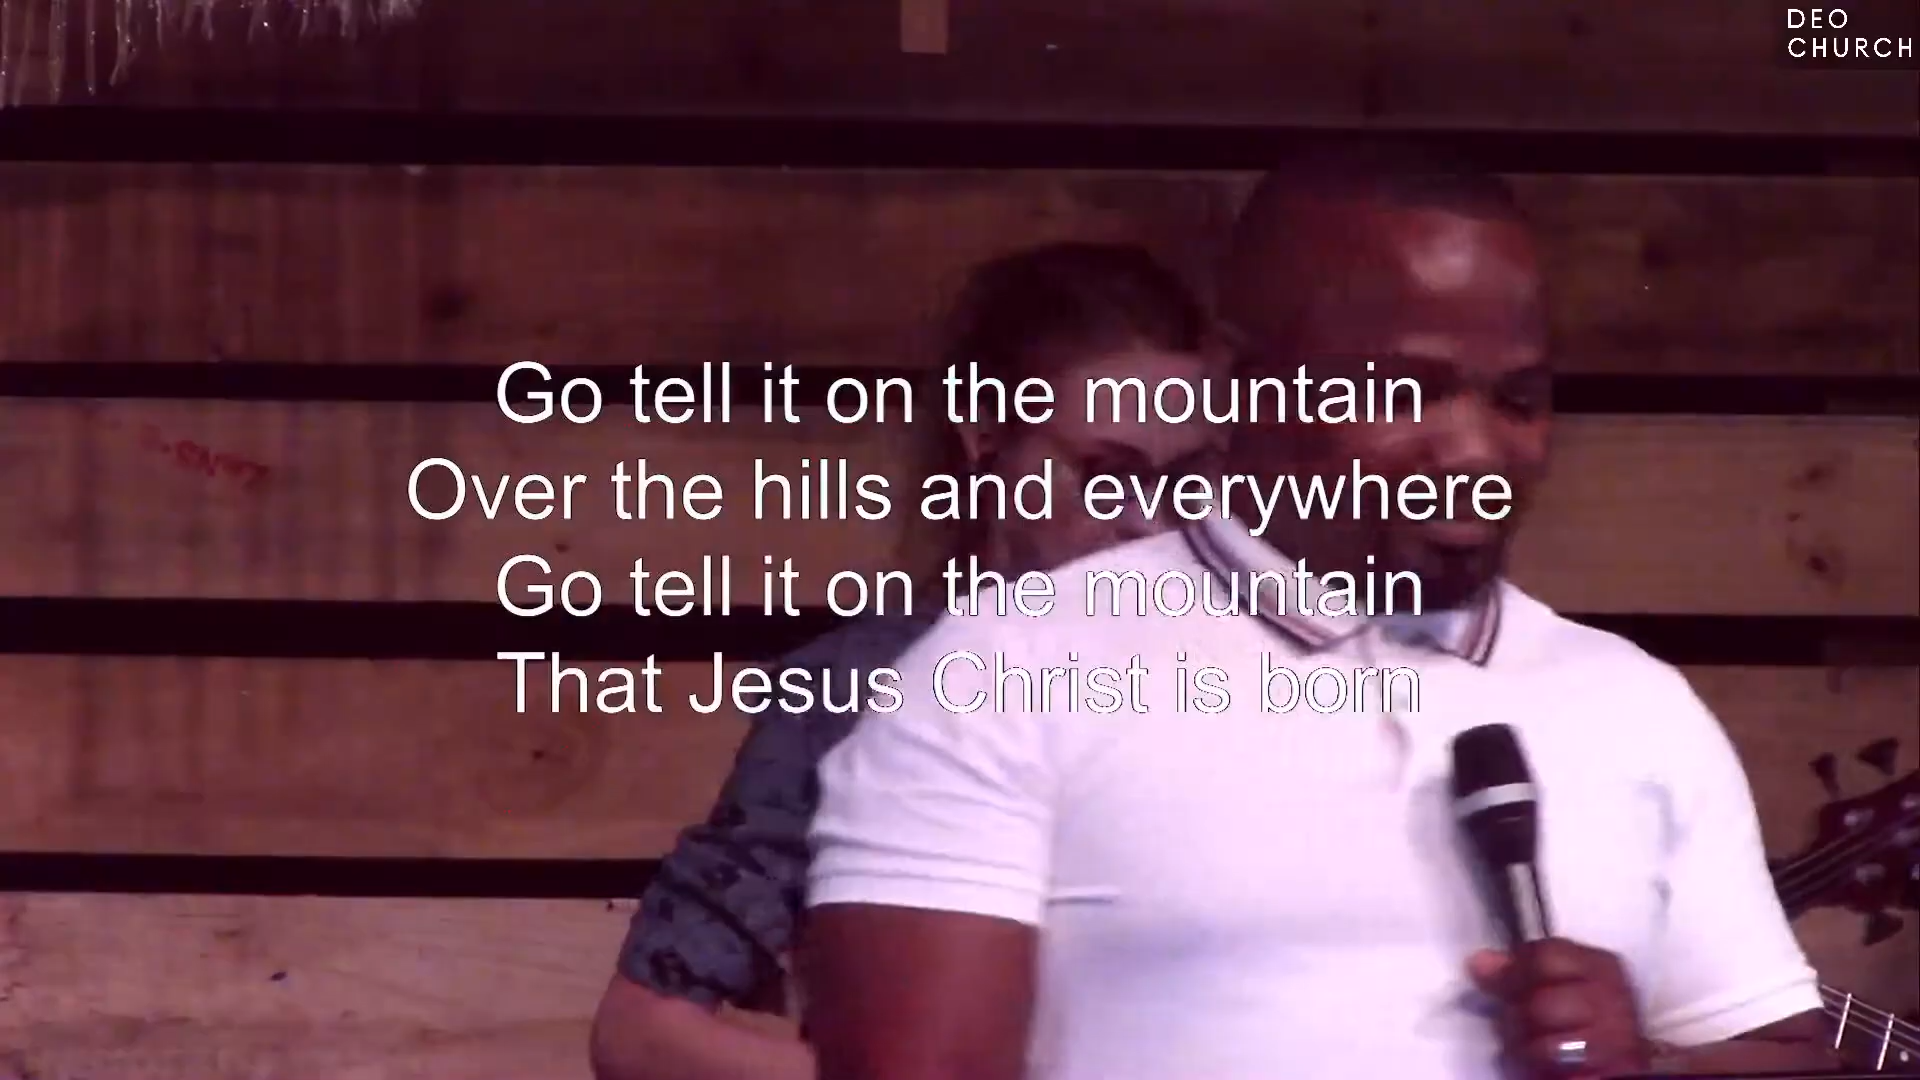 DEO
CHURCH
Go tell it on the mountain
Over the hills and everywhere
Go tell it on the mountain
That Jesus Christ is born